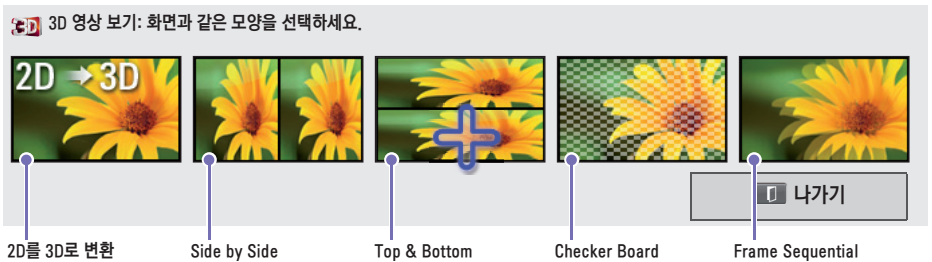 3D 3D 영상 보기: 화면과 같은 모양을 선택하세요.
2D → 3D
나가기
2D를 3D로 변환 Side by Side Top & Bottom Checker Board Frame Sequential